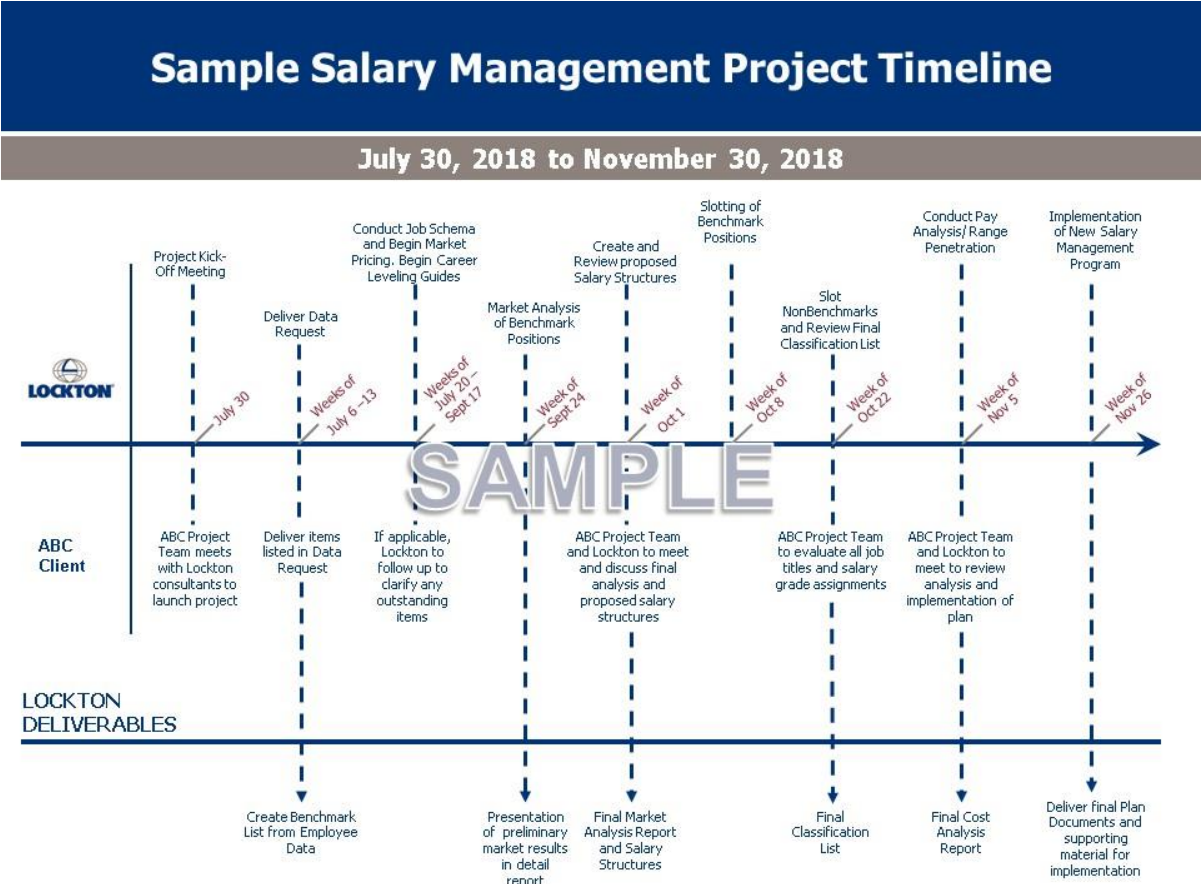 Sample Salary Management Project Timeline
July 30, 2018 to November 30, 2018
Project Kick-
Off Meeting
Deliver Data
Request
Conduct Job Schema
and Begin Market
Pricing. Begin Career
Leveling Guides
Market Analysis
of Benchmark
Positions
Create and
Review proposed
Salary Structures
Slotting of
Benchmark
Positions
Slot
NonBenchmarks
and Review Final
Classification List
Conduct Pay
Analysis/ Range
Penetration
Implementation
of New Salary
Management
Program
LOCKTON
July 30
Weeks of
July 6 –13
Weeks of
July 20 –
Sept 17
Week of
Sept 24
Week of
Oct 1
Week of
Oct 8
Week of
Oct 22
Week of
Nov 5
Week of
Nov 26
SAMPLE
ABC
Client
ABC Project
Team meets
with Lockton
consultants to
launch project
Deliver items
listed in Data
Request
If applicable,
Lockton to
follow up to
clarify any
outstanding
items
ABC Project Team
and Lockton to meet
and discuss final
analysis and
proposed salary
structures
ABC Project Team
to evaluate all job
titles and salary
grade assignments
ABC Project Team
and Lockton to
meet to review
analysis and
implementation of
plan
LOCKTON
DELIVERABLES
Create Benchmark
List from Employee
Data
Presentation
of preliminary
market results
in detail
report
Final Market
Analysis Report
and Salary
Structures
Final
Classification
List
Final Cost
Analysis
Report
Deliver final Plan
Documents and
supporting
material for
implementation